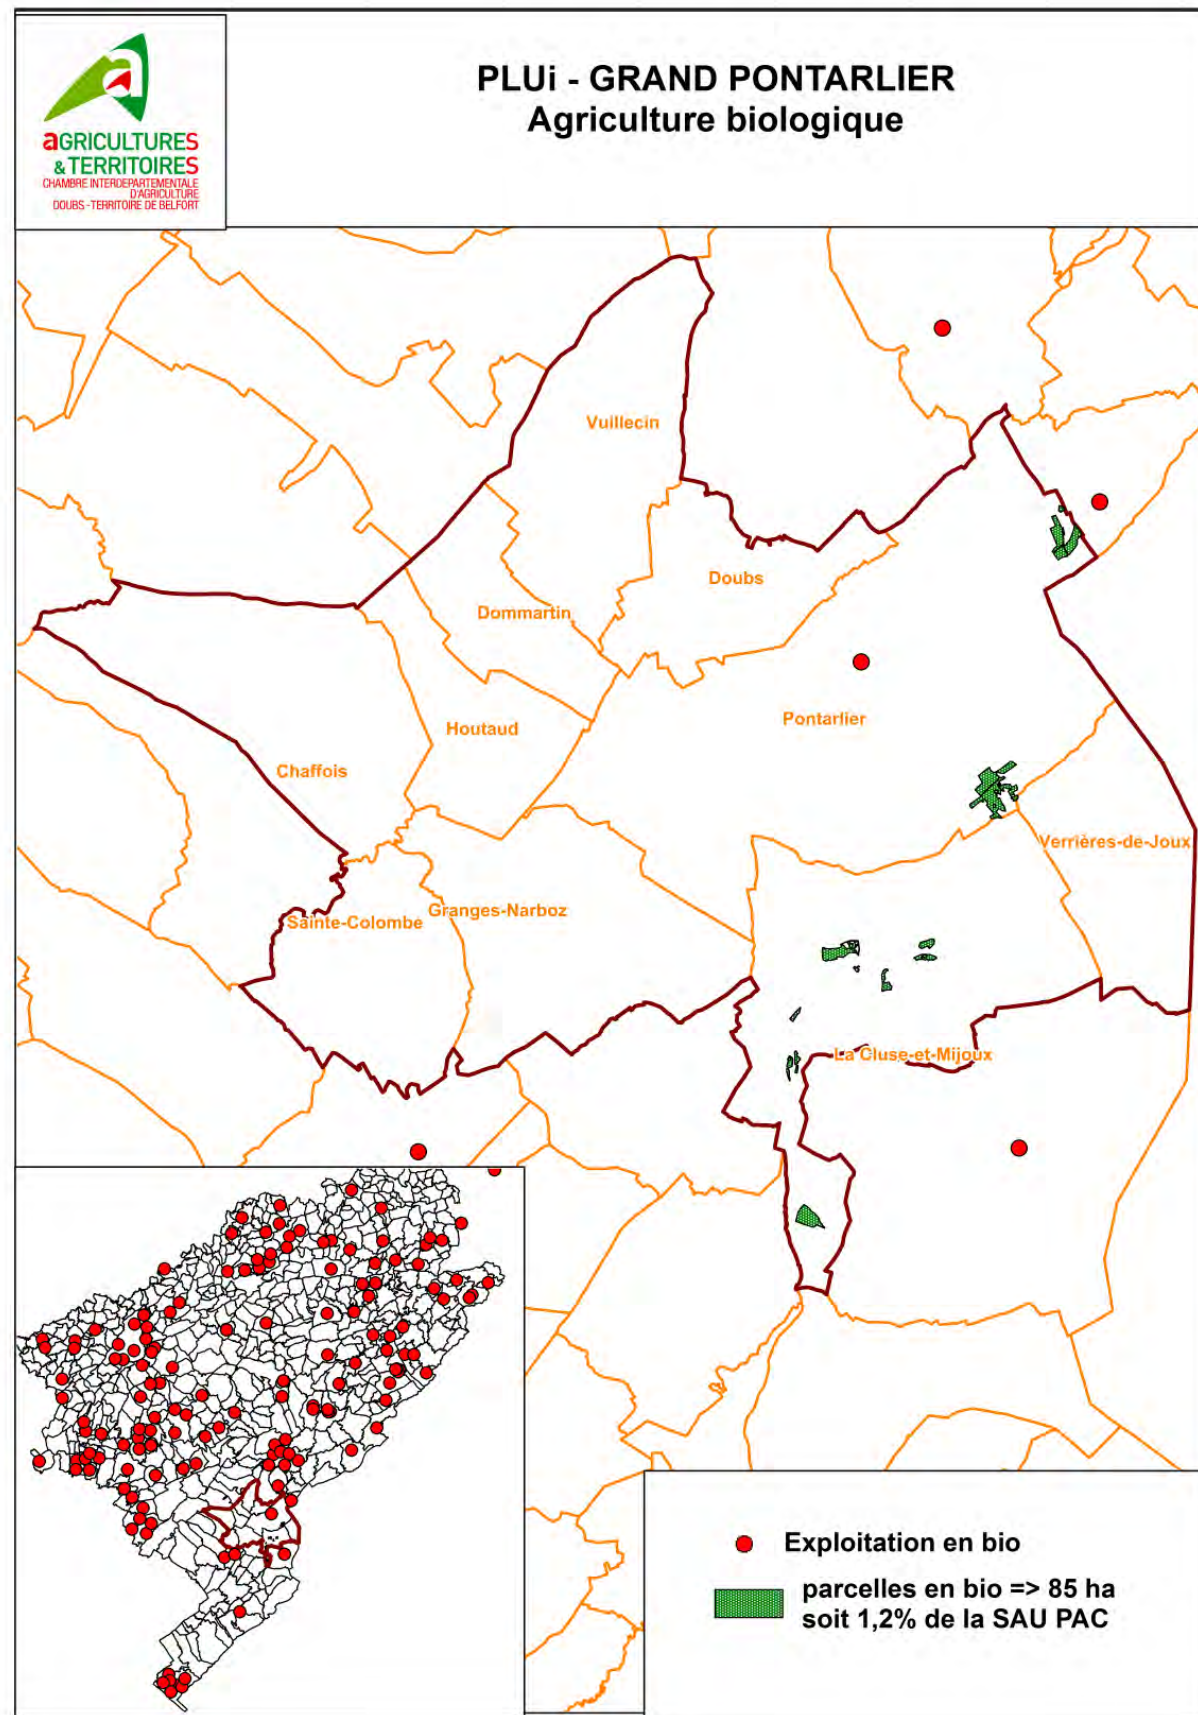 aGRICULTURES
& TERRITOIRES
CHAMBRE INTERDEPARTEMENTALE
D'AGRICULTURE
DOUBS - TERRITOIRE DE BELFORT
PLUi - GRAND PONTARLIER
Agriculture biologique
Vuillecin
Doubs
Dommartin
Pontarlier
Houtaud
Chaffois
Verrières-de-Joux
Granges-Narboz
Sainte-Colombe
La Cluse-et-Mijoux
Exploitation en bio
parcelles en bio => 85 ha
soit 1,2% de la SAU PAC